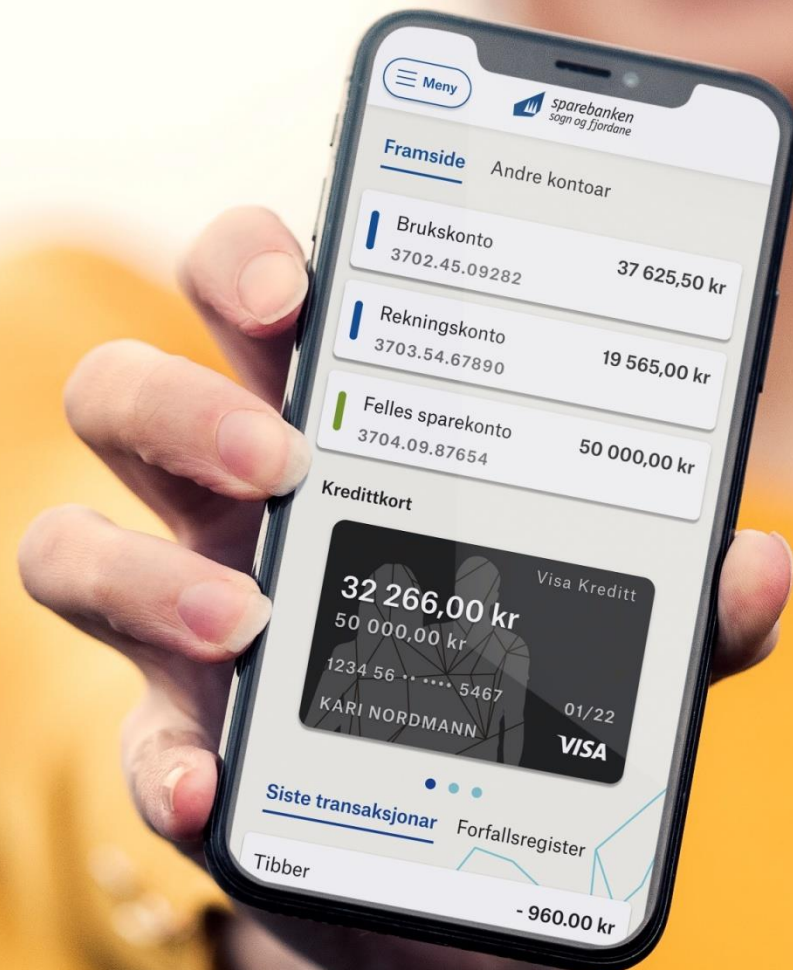 Meny
sparebanken
sogn og fjordane
Framside Andre kontoar
Brukskonto
3702.45.09282
37 625,50 kr
Rekningskonto
3703.54.67890
19 565,00 kr
Felles sparekonto
3704.09.87654
50 000,00 kr
Kredittkort
Visa Kreditt
32 266,00 kr
50 000,00 kr
1234 56 •• •••• 5467
01/22
KARI NORDMANN
VISA
Siste transaksjonar Forfallsregister
Tibber
- 960.00 kr